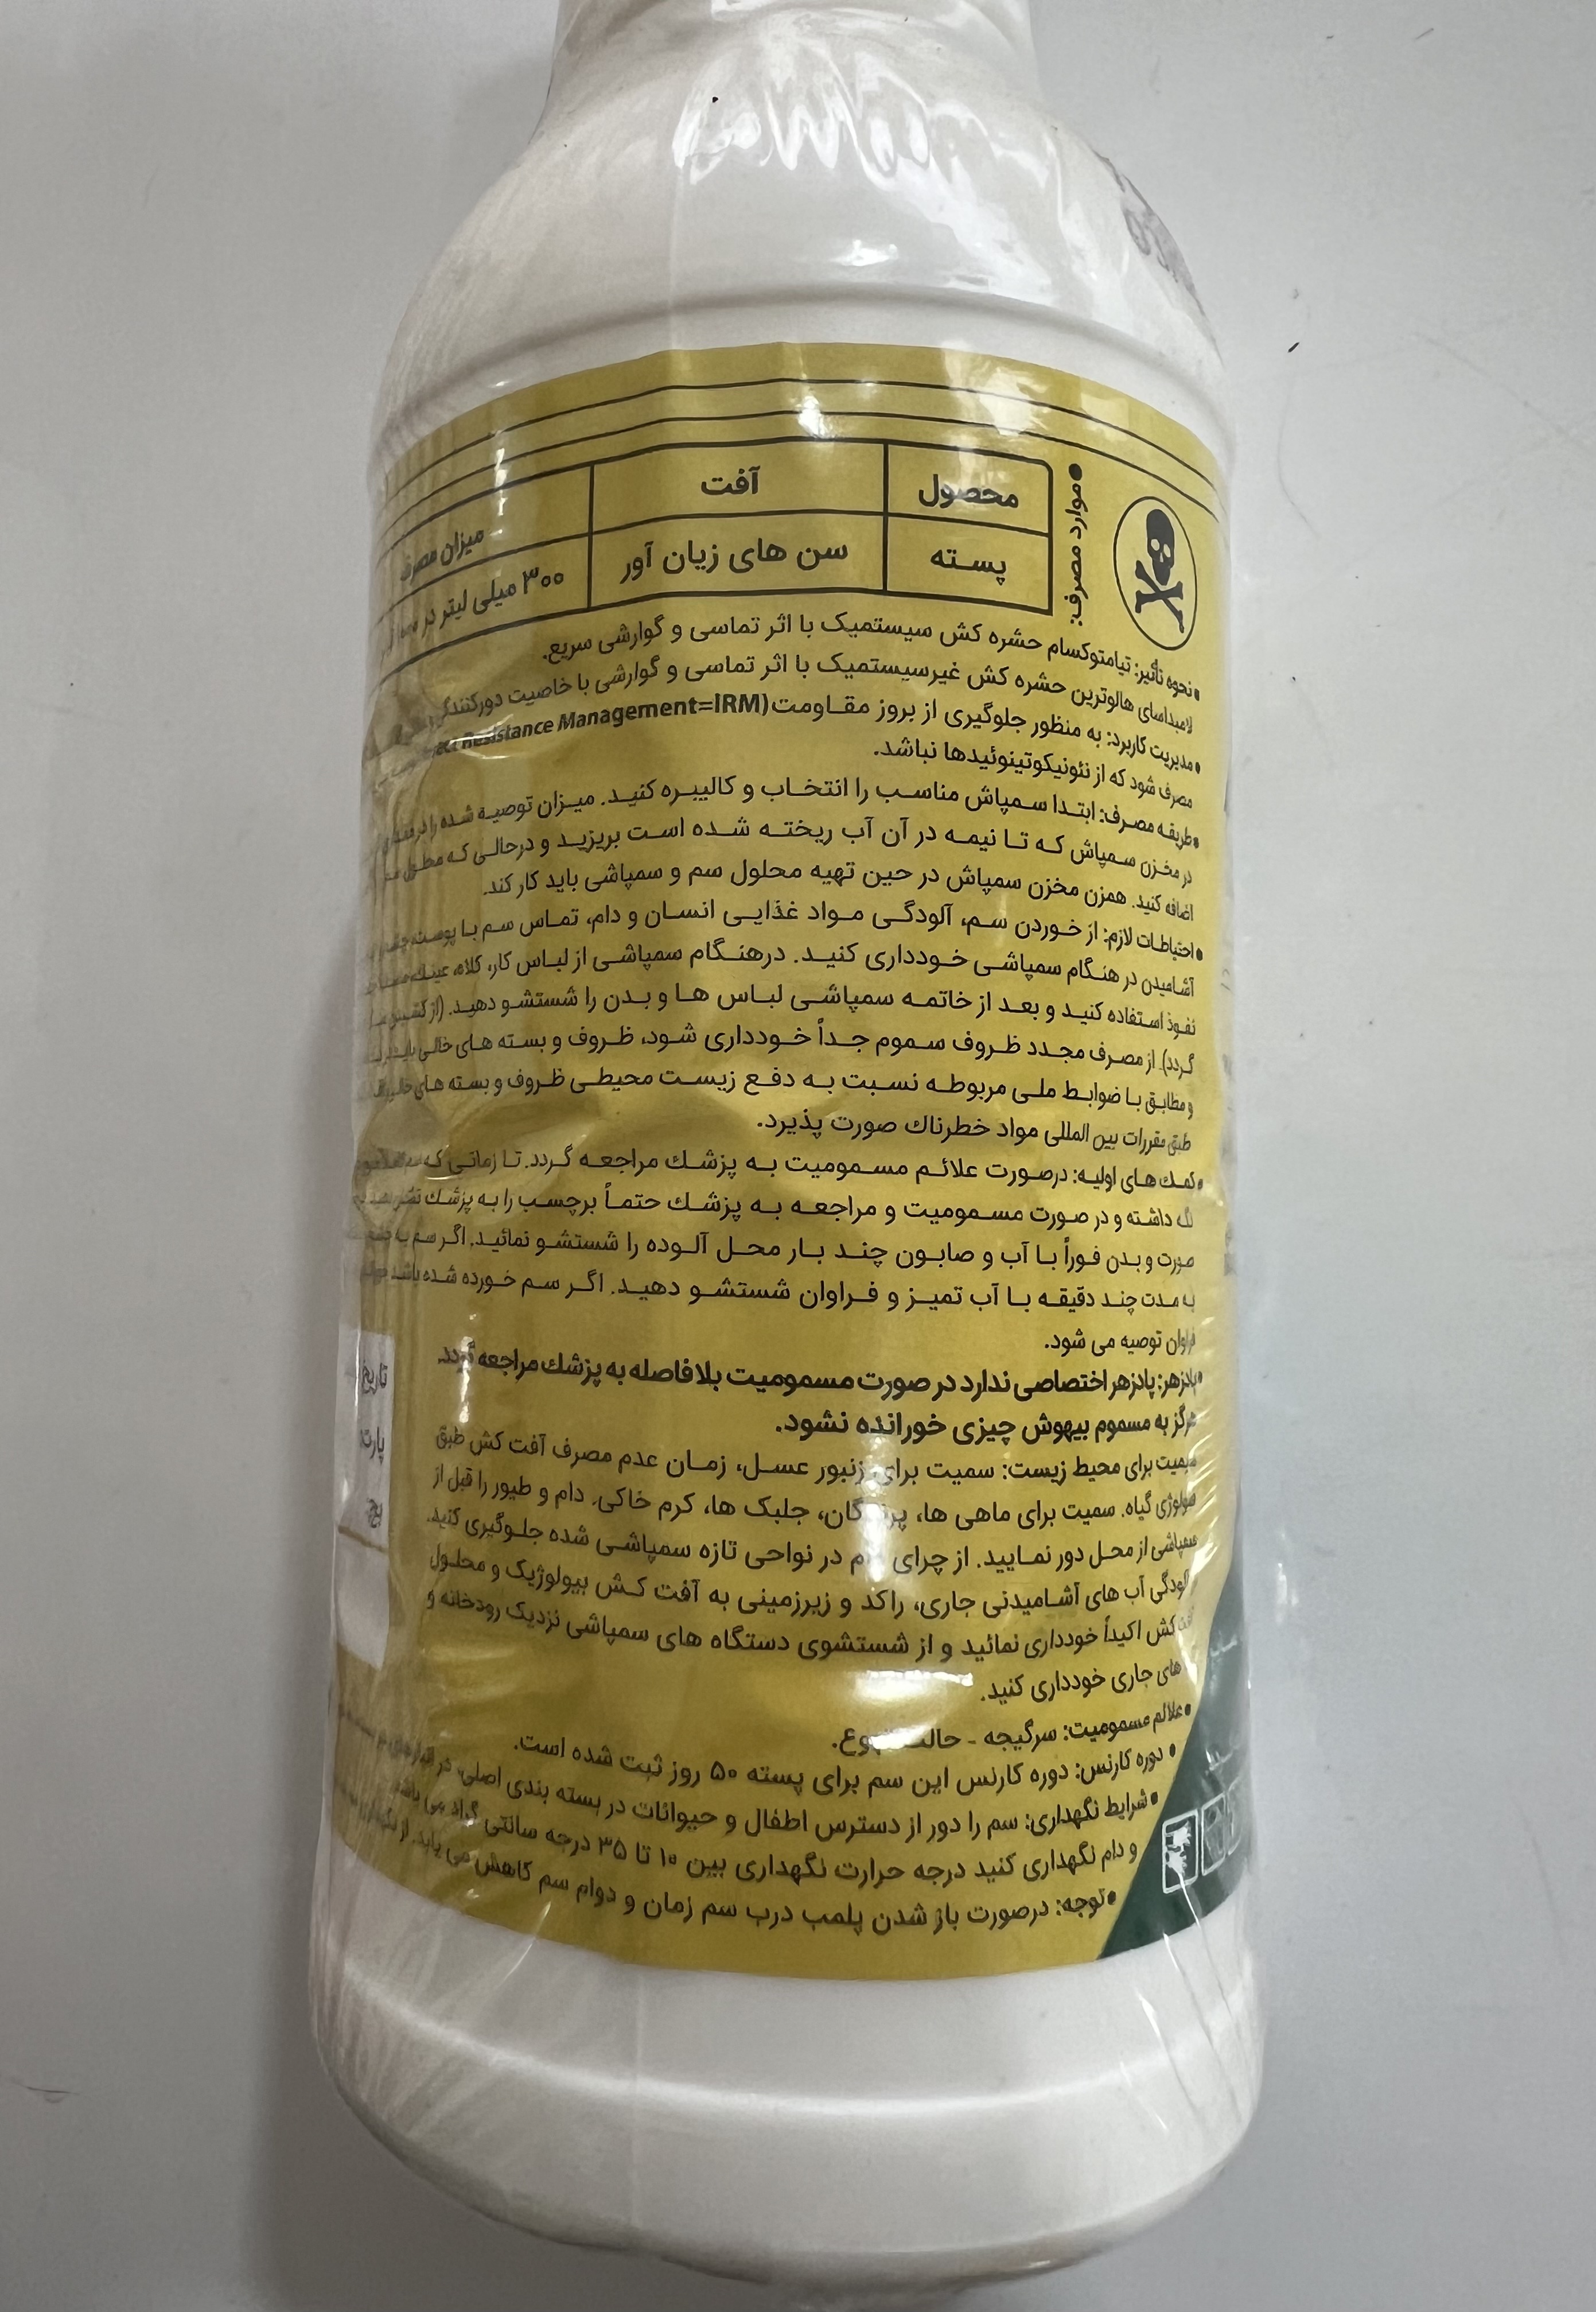 موارد مصرف:
محصول آفت میزان مصرف
پسته سن های زیان آور ۳۰۰ میلی لیتر در
• نحوه تأثیر: تیامتوکسام حشره کش سیستمیک با اثر تماسی و گوارشی سریع.
لامبداسای هالوترین حشره کش غیرسیستمیک با اثر تماسی و گوارشی با خاصیت دورکنندگی
• مدیریت کاربرد: به منظور جلوگیری از بروز مقاومت(Resistance Management=IRM
مصرف شود که از نئونیکوتینوئیدها نباشد.
• طریقه مصرف: ابتدا سمپاش مناسب را انتخاب و کالیبره کنید. میزان توصیه شده را
در مخزن سمپاش که تا نیمه در آن آب ریخته شده است بریزید و درحالی که محلول
اضافه کنید. همزن مخزن سمپاش در حین تهیه محلول سم و سمپاشی باید کار کند.
• احتیاطات لازم: از خوردن سم، آلودگی مواد غذایی انسان و دام، تماس سم با پوست
آشامیدن در هنگام سمپاشی خودداری کنید. درهنگام سمپاشی از لباس کار، کلاه، عینک
نفوذ استفاده کنید و بعد از خاتمه سمپاشی لباس ها و بدن را شستشو دهید.
گردد). از مصرف مجدد ظروف سموم جداً خودداری شود، ظروف و بسته های خالی
و مطابق با ضوابط ملی مربوطه نسبت به دفع زیست محیطی ظروف و بسته های
طبق مقررات بین المللی مواد خطرناک صورت پذیرد.
• کمک های اولیه: درصورت علائم مسمومیت به پزشک مراجعه گردد. تا زمانی که
داشته و در صورت مسمومیت و مراجعه به پزشک حتماً برچسب را به پزشک
صورت و بدن فوراً با آب و صابون چند بار محل آلوده را شستشو نمائید. اگر سم به
به مدت چند دقیقه با آب تمیز و فراوان شستشو دهید. اگر سم خورده شده باشد
فراوان توصیه می شود.
• پادزهر: پادزهر اختصاصی ندارد در صورت مسمومیت بلافاصله به پزشک مراجعه گردد.
هرگز به مسموم بیهوش چیزی خورانده نشود.
سمیت برای محیط زیست: سمیت برای زنبور عسل، زمان عدم مصرف آفت کش طبق
گیاه. سمیت برای ماهی ها، پرندگان، جلبک ها، کرم خاکی. دام و طیور را قبل از
سمپاشی از محل دور نمایید. از چرای دام در نواحی تازه سمپاشی شده جلوگیری کنید.
آلودگی آب های آشامیدنی جاری، راکد و زیرزمینی به آفت کش بیولوژیک و محلول
کش اکیداً خودداری نمائید و از شستشوی دستگاه های سمپاشی نزدیک رودخانه و
های جاری خودداری کنید.
• علائم مسمومیت: سرگیجه - حالت تهوع.
• دوره کارنس: دوره کارنس این سم برای پسته ۵۰ روز ثبت شده است.
• شرایط نگهداری: سم را دور از دسترس اطفال و حیوانات در بسته بندی اصلی، در
و دام نگهداری کنید درجه حرارت نگهداری بین ۱۰ تا ۳۵ درجه سانتی گراد می باشد.
• توجه: درصورت باز شدن پلمب درب سم زمان و دوام سم کاهش می یابد. از
تاریخ